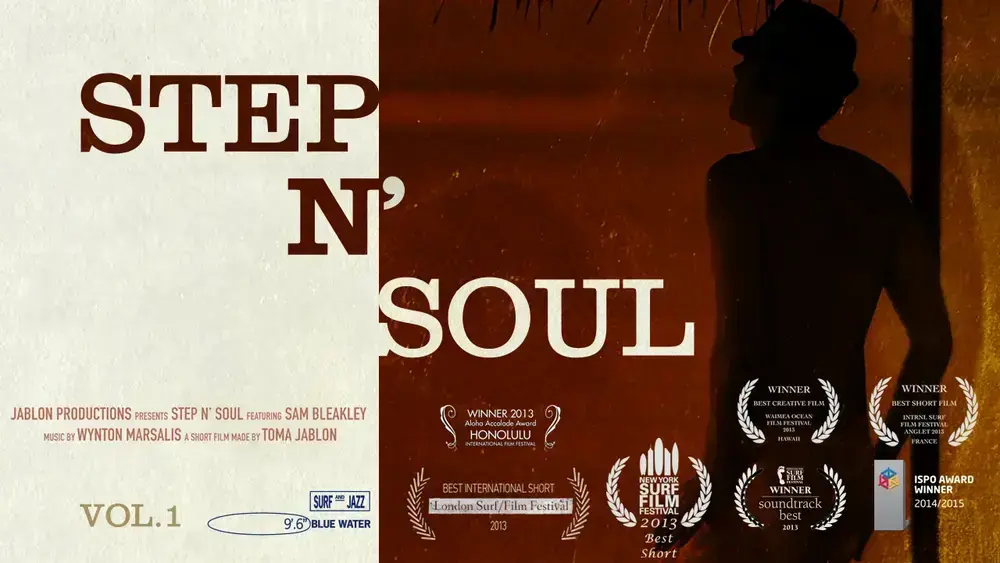 STEP
N’
SOUL
JABLON PRODUCTIONS PRESENTS STEP N’ SOUL FEATURING SAM BLEAKLEY
MUSIC BY WYNTON MARSALIS A SHORT FILM MADE BY TOMA JABLON
VOL.1
SURF AND JAZZ
9’.6” BLUE WATER
WINNER 2013
Aloha Accolade Award
HONOLULU
INTERNATIONAL FILM FESTIVAL
BEST INTERNATIONAL SHORT
London Surf/Film Festival
2013
NEW YORK
SURF
FILM
FESTIVAL
2013
Best
Short
WINNER
BEST CREATIVE FILM
WAIMEA OCEAN
FILM FESTIVAL
2013
HAWAII
WINNER
BEST SHORT FILM
INTRNL SURF
FILM FESTIVAL
ANGLET 2013
FRANCE
SURF
FILM
FESTIVAL
WINNER
soundtrack
best
2013
ISPO AWARD
WINNER
2014/2015